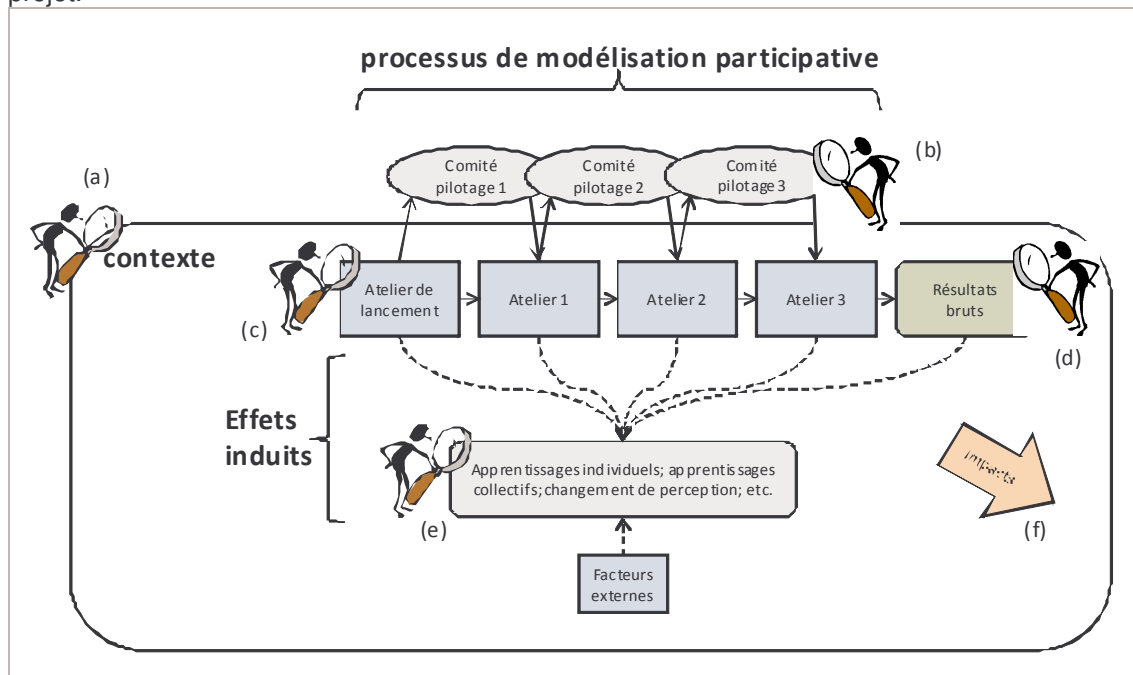 projet.
processus de modélisation participative
(a)
(b)
Comité
pilotage 1
Comité
pilotage 2
Comité
pilotage 3
contexte
(c)
Atelier de
lancement
Atelier 1
Atelier 2
Atelier 3
Résultats
bruts
(d)
Effets
induits
Apprentissages individuels; apprentissages
collectifs; changement de perception; etc.
(e)
impacts
(f)
Facteurs
externes